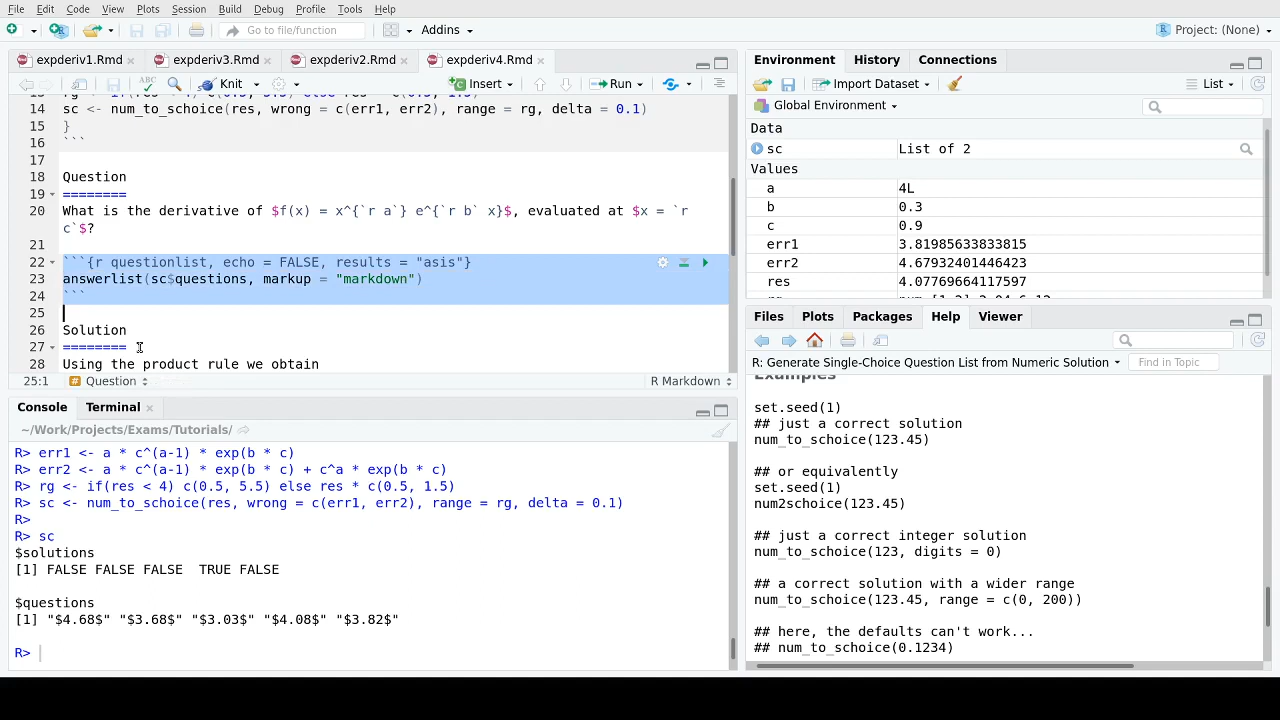 File Edit Code View Plots Session Build Debug Profile Tools Help
Go to file/function Addins Project: (None)
expderiv1.Rmd expderiv3.Rmd expderiv2.Rmd expderiv4.Rmd
ABC Knit Insert Run
14 sc <- num_to_schoice(res, wrong = c(err1, err2), range = rg, delta = 0.1)
15 }
16 ```
17
18 Question
19 ========
20 What is the derivative of $f(x) = x^{`r a`} e^{`r b` x}$, evaluated at $x = `r
c`$?
21
22 ```{r questionlist, echo = FALSE, results = "asis"}
23 answerlist(sc$questions, markup = "markdown")
24 ```
25
26 Solution
27 ========
28 Using the product rule we obtain
25:1 Question R Markdown
Console Terminal
~/Work/Projects/Exams/Tutorials/
R> err1 <- a * c^(a-1) * exp(b * c)
R> err2 <- a * c^(a-1) * exp(b * c) + c^a * exp(b * c)
R> rg <- if(res < 4) c(0.5, 5.5) else res * c(0.5, 1.5)
R> sc <- num_to_schoice(res, wrong = c(err1, err2), range = rg, delta = 0.1)
R>
R> sc
$solutions
[1] FALSE FALSE FALSE  TRUE FALSE
$questions
[1] "$4.68$" "$3.68$" "$3.03$" "$4.08$" "$3.82$"
R>
Environment History Connections
Import Dataset List
Global Environment
Data
sc List of 2
Values
a 4L
b 0.3
c 0.9
err1 3.81985633833815
err2 4.67932401446423
res 4.07769664117597
Files Plots Packages Help Viewer
R: Generate Single-Choice Question List from Numeric Solution Find in Topic
Examples
set.seed(1)
## just a correct solution
num_to_schoice(123.45)
## or equivalently
set.seed(1)
num2schoice(123.45)
## just a correct integer solution
num_to_schoice(123, digits = 0)
## a correct solution with a wider range
num_to_schoice(123.45, range = c(0, 200))
## here, the defaults can't work...
## num_to_schoice(0.1234)